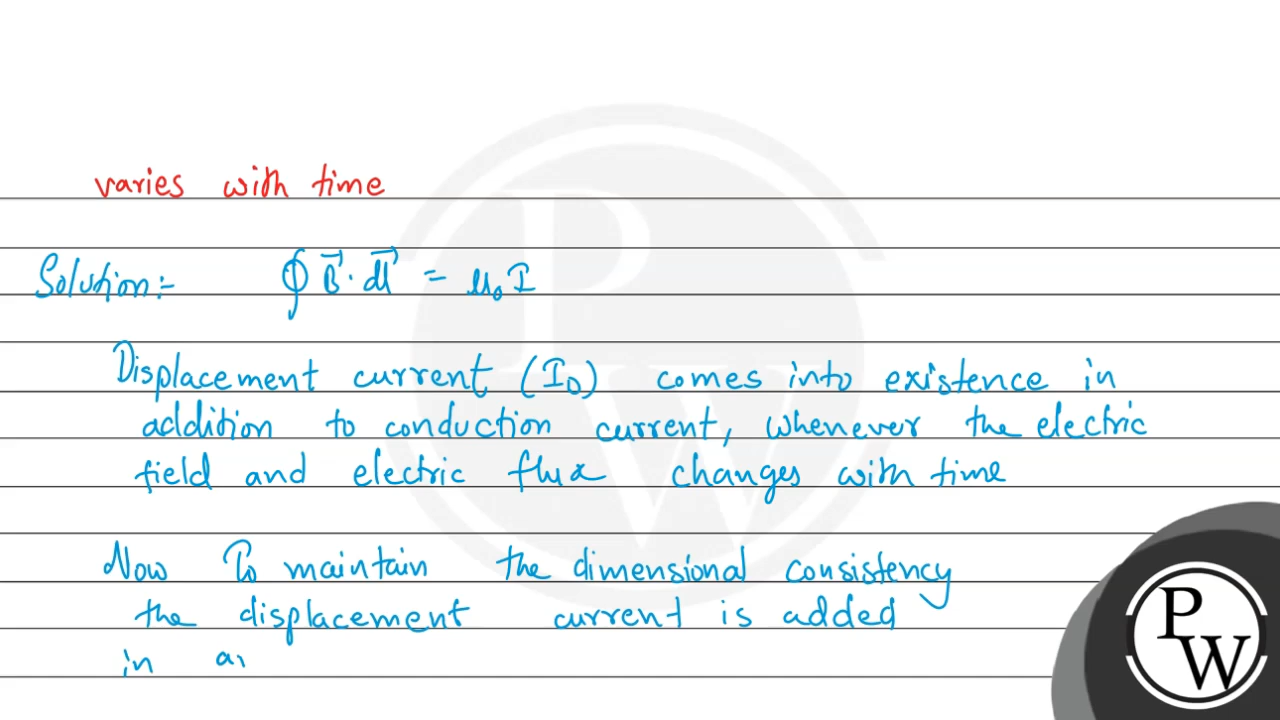 varies with time
Solution:- ∮ B⃗ · dl⃗ = μ₀ I
Displacement current (I_D) comes into existence in
addition to conduction current, whenever the electric
field and electric flux changes with time
Now To maintain the dimensional consistency
the displacement current is added
in
P
W